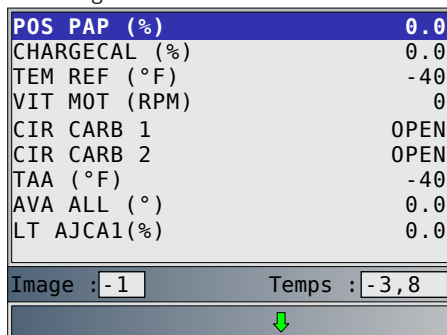 POS PAP (%) 0.0
CHARGECAL (%) 0.0
TEM REF (°F) -40
VIT MOT (RPM) 0
CIR CARB 1 OPEN
CIR CARB 2 OPEN
TAA (°F) -40
AVA ALL (°) 0.0
LT AJCA1(%) 0.0
Image : -1 Temps : -3,8